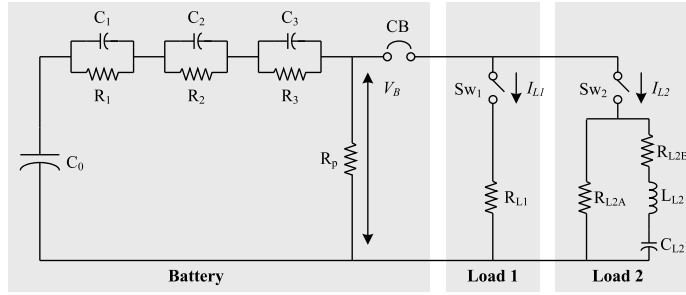 C1 C2 C3 CB
R1 R2 R3
VB
Sw1 IL1 Sw2 IL2
C0 Rp
RL2B
RL1 RL2A LL2
CL2
Battery Load 1 Load 2